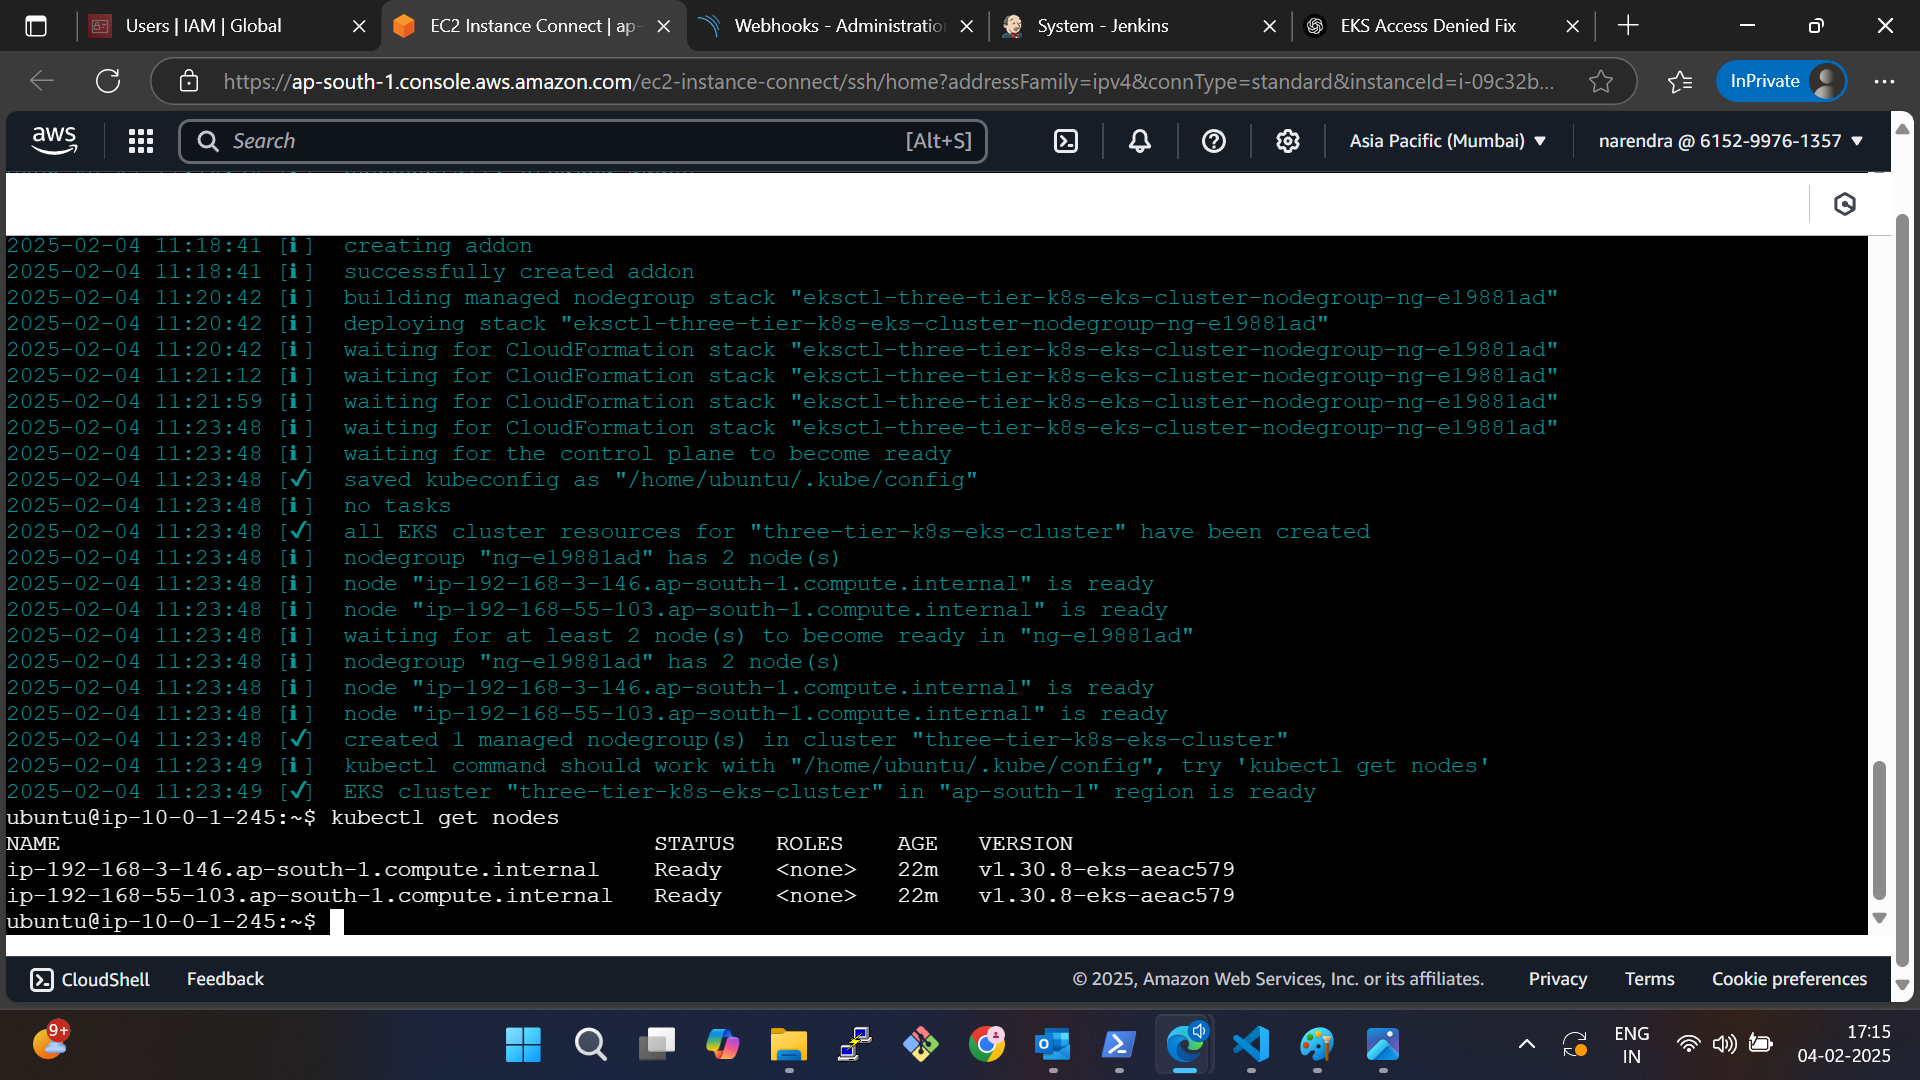 Users | IAM | Global
EC2 Instance Connect | ap-
Webhooks - Administratio
System - Jenkins
EKS Access Denied Fix
https://ap-south-1.console.aws.amazon.com/ec2-instance-connect/ssh/home?addressFamily=ipv4&connType=standard&instanceId=i-09c32b...
InPrivate
aws
Search
[Alt+S]
Asia Pacific (Mumbai)
narendra @ 6152-9976-1357
2025-02-04 11:18:41 [ℹ]  creating addon
2025-02-04 11:18:41 [ℹ]  successfully created addon
2025-02-04 11:20:42 [ℹ]  building managed nodegroup stack "eksctl-three-tier-k8s-eks-cluster-nodegroup-ng-e19881ad"
2025-02-04 11:20:42 [ℹ]  deploying stack "eksctl-three-tier-k8s-eks-cluster-nodegroup-ng-e19881ad"
2025-02-04 11:20:42 [ℹ]  waiting for CloudFormation stack "eksctl-three-tier-k8s-eks-cluster-nodegroup-ng-e19881ad"
2025-02-04 11:21:12 [ℹ]  waiting for CloudFormation stack "eksctl-three-tier-k8s-eks-cluster-nodegroup-ng-e19881ad"
2025-02-04 11:21:59 [ℹ]  waiting for CloudFormation stack "eksctl-three-tier-k8s-eks-cluster-nodegroup-ng-e19881ad"
2025-02-04 11:23:48 [ℹ]  waiting for CloudFormation stack "eksctl-three-tier-k8s-eks-cluster-nodegroup-ng-e19881ad"
2025-02-04 11:23:48 [ℹ]  waiting for the control plane to become ready
2025-02-04 11:23:48 [✔]  saved kubeconfig as "/home/ubuntu/.kube/config"
2025-02-04 11:23:48 [ℹ]  no tasks
2025-02-04 11:23:48 [✔]  all EKS cluster resources for "three-tier-k8s-eks-cluster" have been created
2025-02-04 11:23:48 [ℹ]  nodegroup "ng-e19881ad" has 2 node(s)
2025-02-04 11:23:48 [ℹ]  node "ip-192-168-3-146.ap-south-1.compute.internal" is ready
2025-02-04 11:23:48 [ℹ]  node "ip-192-168-55-103.ap-south-1.compute.internal" is ready
2025-02-04 11:23:48 [ℹ]  waiting for at least 2 node(s) to become ready in "ng-e19881ad"
2025-02-04 11:23:48 [ℹ]  nodegroup "ng-e19881ad" has 2 node(s)
2025-02-04 11:23:48 [ℹ]  node "ip-192-168-3-146.ap-south-1.compute.internal" is ready
2025-02-04 11:23:48 [ℹ]  node "ip-192-168-55-103.ap-south-1.compute.internal" is ready
2025-02-04 11:23:48 [✔]  created 1 managed nodegroup(s) in cluster "three-tier-k8s-eks-cluster"
2025-02-04 11:23:49 [ℹ]  kubectl command should work with "/home/ubuntu/.kube/config", try 'kubectl get nodes'
2025-02-04 11:23:49 [✔]  EKS cluster "three-tier-k8s-eks-cluster" in "ap-south-1" region is ready
ubuntu@ip-10-0-1-245:~$ kubectl get nodes
NAME STATUS ROLES AGE VERSION
ip-192-168-3-146.ap-south-1.compute.internal Ready <none> 22m v1.30.8-eks-aeac579
ip-192-168-55-103.ap-south-1.compute.internal Ready <none> 22m v1.30.8-eks-aeac579
ubuntu@ip-10-0-1-245:~$
CloudShell
Feedback
© 2025, Amazon Web Services, Inc. or its affiliates.
Privacy
Terms
Cookie preferences
9+
ENG
IN
17:15
04-02-2025